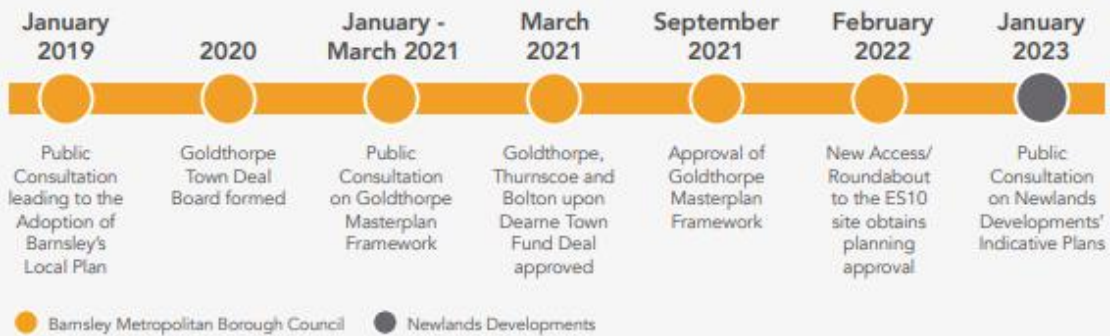 January
2019
2020
January -
March 2021
March
2021
September
2021
February
2022
January
2023
Public
Consultation
leading to the
Adoption of
Barnsley's
Local Plan
Goldthorpe
Town Deal
Board formed
Public
Consultation
on Goldthorpe
Masterplan
Framework
Goldthorpe,
Thurnscoe and
Bolton upon
Dearne Town
Fund Deal
approved
Approval of
Goldthorpe
Masterplan
Framework
New Access/
Roundabout
to the ES10
site obtains
planning
approval
Public
Consultation
on Newlands
Developments'
Indicative Plans
Barnsley Metropolitan Borough Council
Newlands Developments